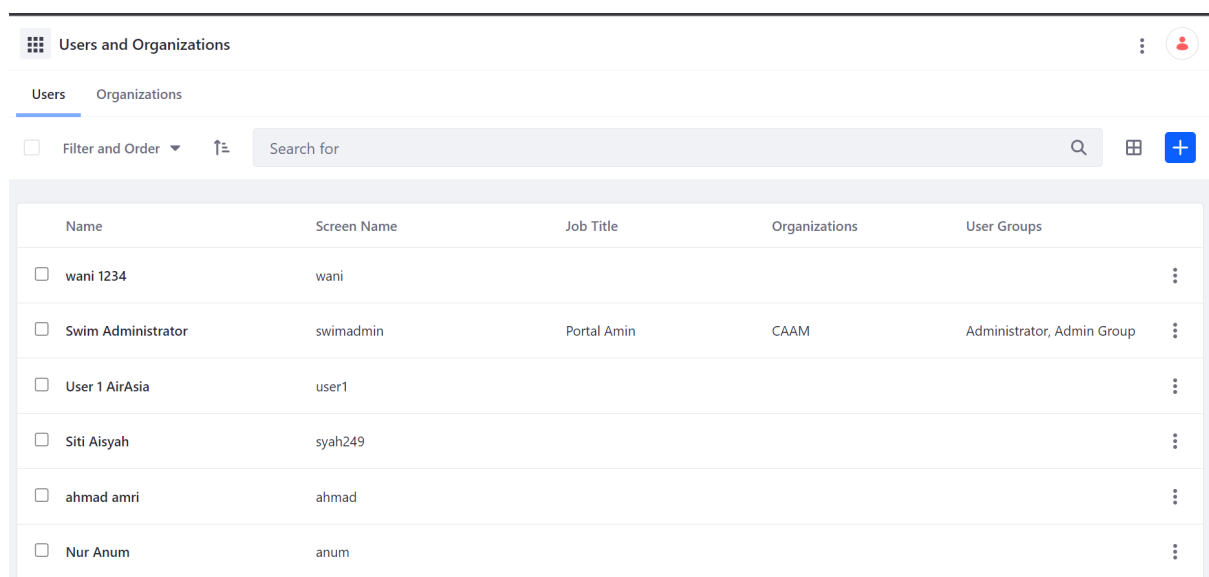 Users and Organizations
Users Organizations
Filter and Order Search for
Name Screen Name Job Title Organizations User Groups
wani 1234 wani
Swim Administrator swimadmin Portal Amin CAAM Administrator, Admin Group
User 1 AirAsia user1
Siti Aisyah syah249
ahmad amri ahmad
Nur Anum anum